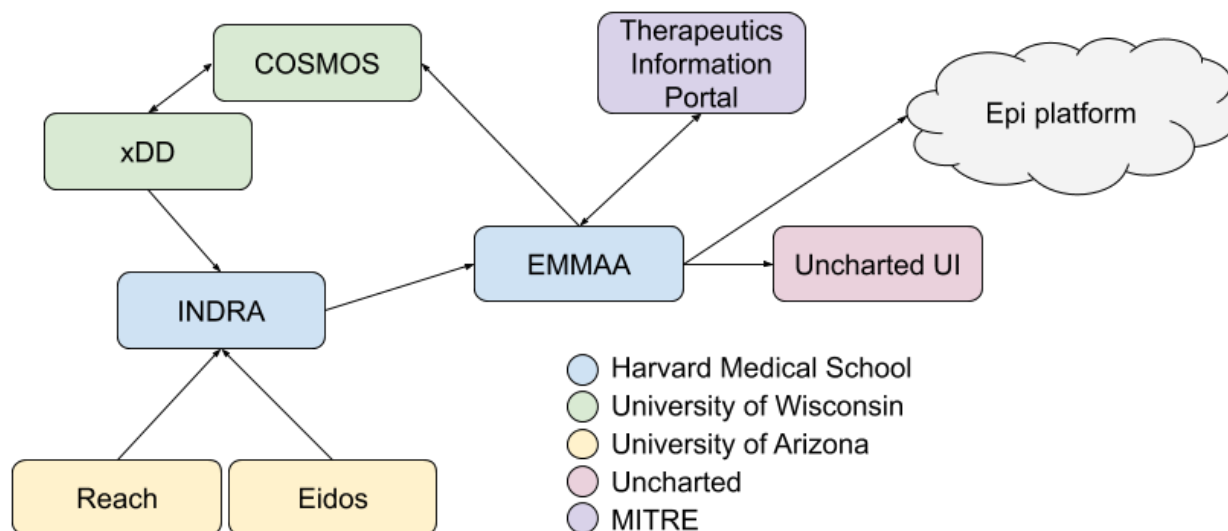 COSMOS
Therapeutics
Information
Portal
Epi platform
xDD
EMMAA
Uncharted UI
INDRA
Harvard Medical School
University of Wisconsin
University of Arizona
Uncharted
MITRE
Reach
Eidos